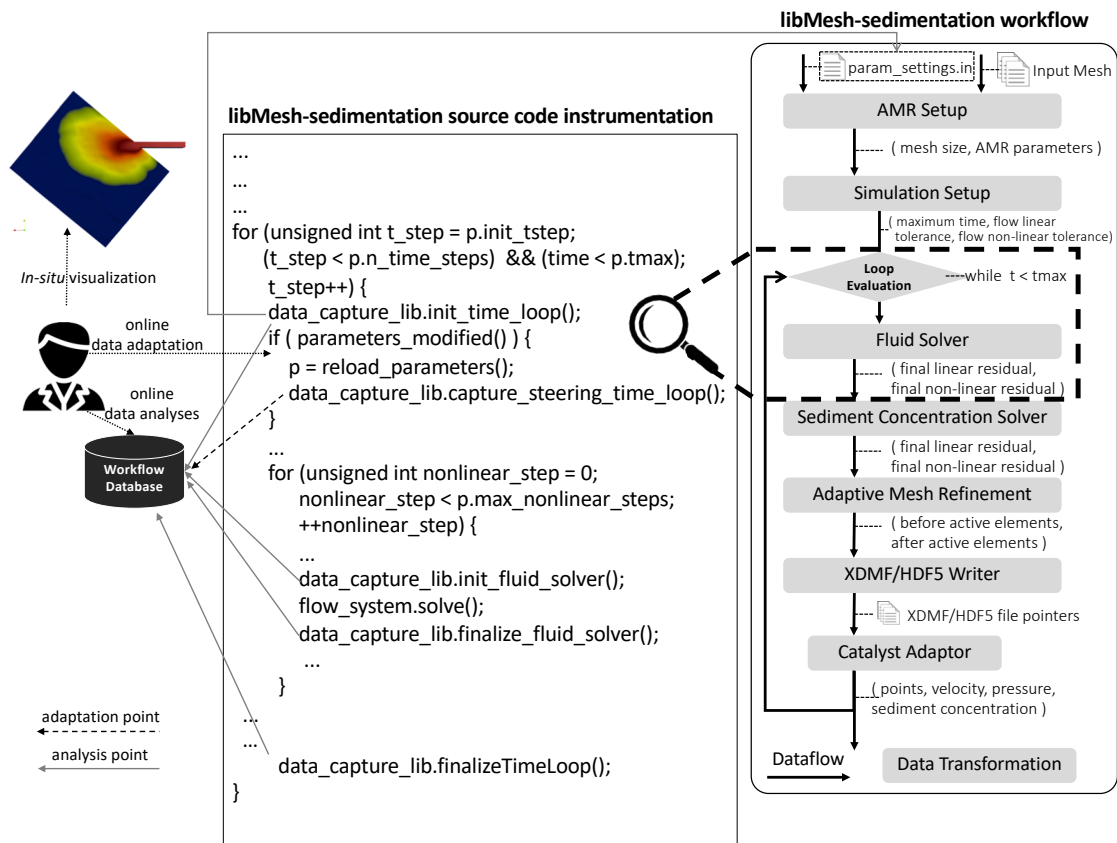 libMesh-sedimentation workflow
param_settings.in
Input Mesh
AMR Setup
( mesh size, AMR parameters )
Simulation Setup
( maximum time, flow linear
tolerance, flow non-linear tolerance)
Loop
Evaluation
while t < tmax
Fluid Solver
( final linear residual,
final non-linear residual )
Sediment Concentration Solver
( final linear residual,
final non-linear residual )
Adaptive Mesh Refinement
( before active elements,
after active elements )
XDMF/HDF5 Writer
XDMF/HDF5 file pointers
Catalyst Adaptor
( points, velocity, pressure,
sediment concentration )
Dataflow
Data Transformation
libMesh-sedimentation source code instrumentation
...
...
...
for (unsigned int t_step = p.init_tstep;
(t_step < p.n_time_steps) && (time < p.tmax);
t_step++) {
data_capture_lib.init_time_loop();
if ( parameters_modified() ) {
p = reload_parameters();
data_capture_lib.capture_steering_time_loop();
}
...
for (unsigned int nonlinear_step = 0;
nonlinear_step < p.max_nonlinear_steps;
++nonlinear_step) {
...
data_capture_lib.init_fluid_solver();
flow_system.solve();
data_capture_lib.finalize_fluid_solver();
...
}
...
...
data_capture_lib.finalizeTimeLoop();
}
In-situ visualization
online
data adaptation
online
data analyses
Workflow
Database
adaptation point
analysis point